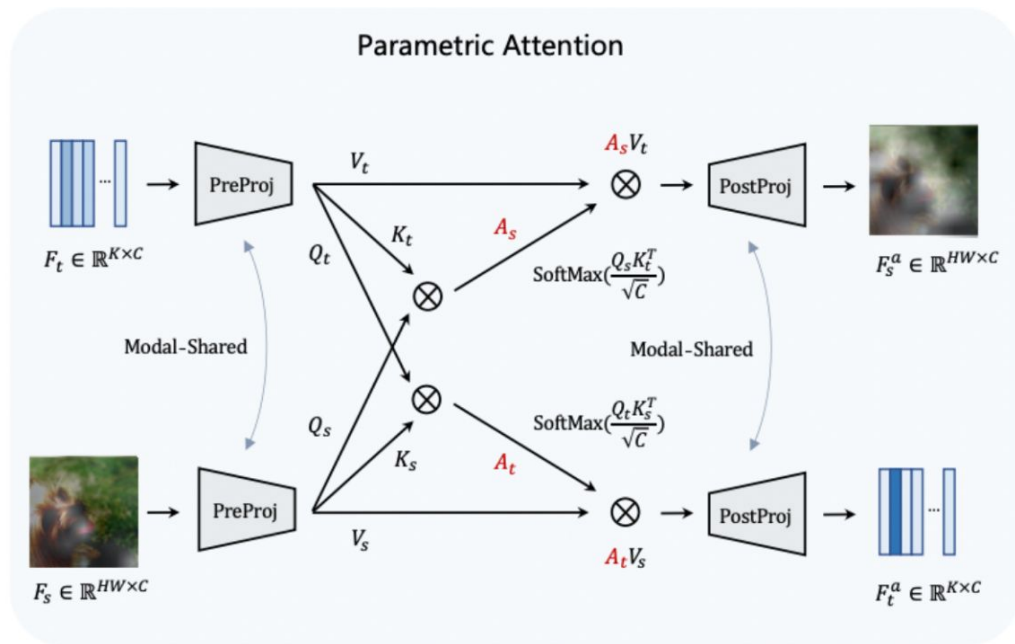 Parametric Attention
PreProj
V_t
A_sV_t
PostProj
...
F_t ∈ ℝ^{K×C}
Q_t
K_t
A_s
SoftMax(Q_sK_t^T/√C)
F_s^a ∈ ℝ^{HW×C}
Modal-Shared
Modal-Shared
Q_s
K_s
A_t
SoftMax(Q_tK_s^T/√C)
PreProj
V_s
A_tV_s
PostProj
...
F_s ∈ ℝ^{HW×C}
F_t^a ∈ ℝ^{K×C}